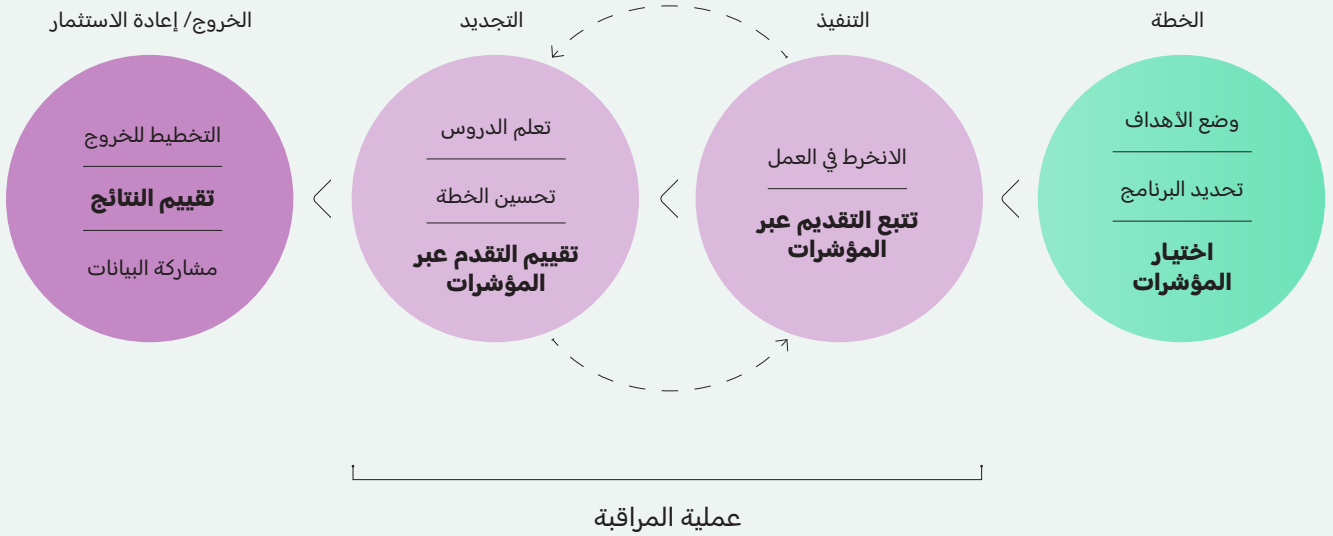 الخطة
وضع الأهداف
تحديد البرنامج
اختيار
المؤشرات
التنفيذ
الانخرط في العمل
تتبع التقديم عبر
المؤشرات
التجديد
تعلم الدروس
تحسين الخطة
تقييم التقدم عبر
المؤشرات
الخروج/ إعادة الاستثمار
التخطيط للخروج
تقييم النتائج
مشاركة البيانات
عملية المراقبة